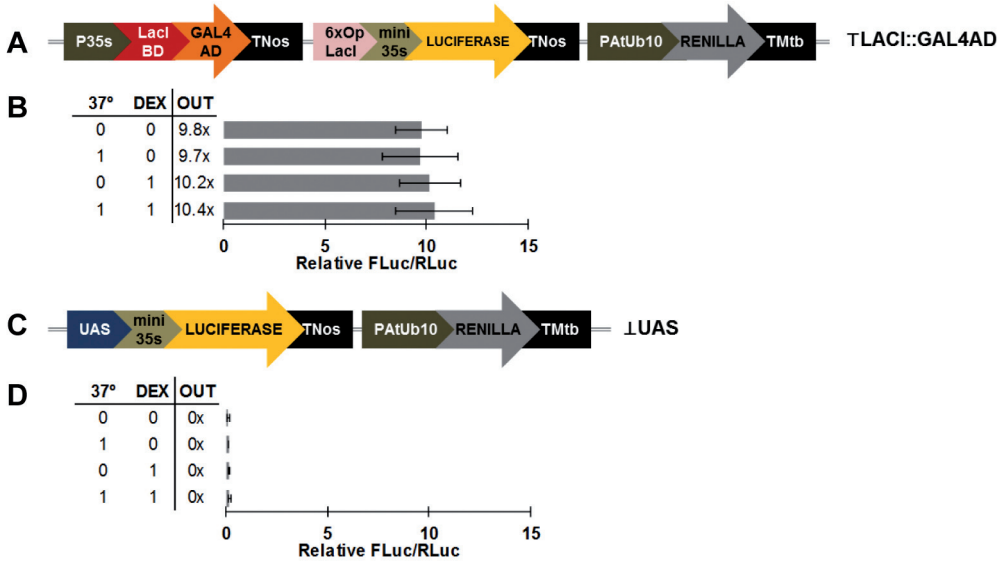 A
P35s LacI BD GAL4 AD TNos 6xOp LacI mini 35s LUCIFERASE TNos PAtUb10 RENILLA TMtb ⊤LACI::GAL4AD
B
37º DEX OUT
0 0 9.8x
1 0 9.7x
0 1 10.2x
1 1 10.4x
0 5 10 15
Relative FLuc/RLuc
C
UAS mini 35s LUCIFERASE TNos PAtUb10 RENILLA TMtb ⊥UAS
D
37º DEX OUT
0 0 0x
1 0 0x
0 1 0x
1 1 0x
0 5 10 15
Relative FLuc/RLuc